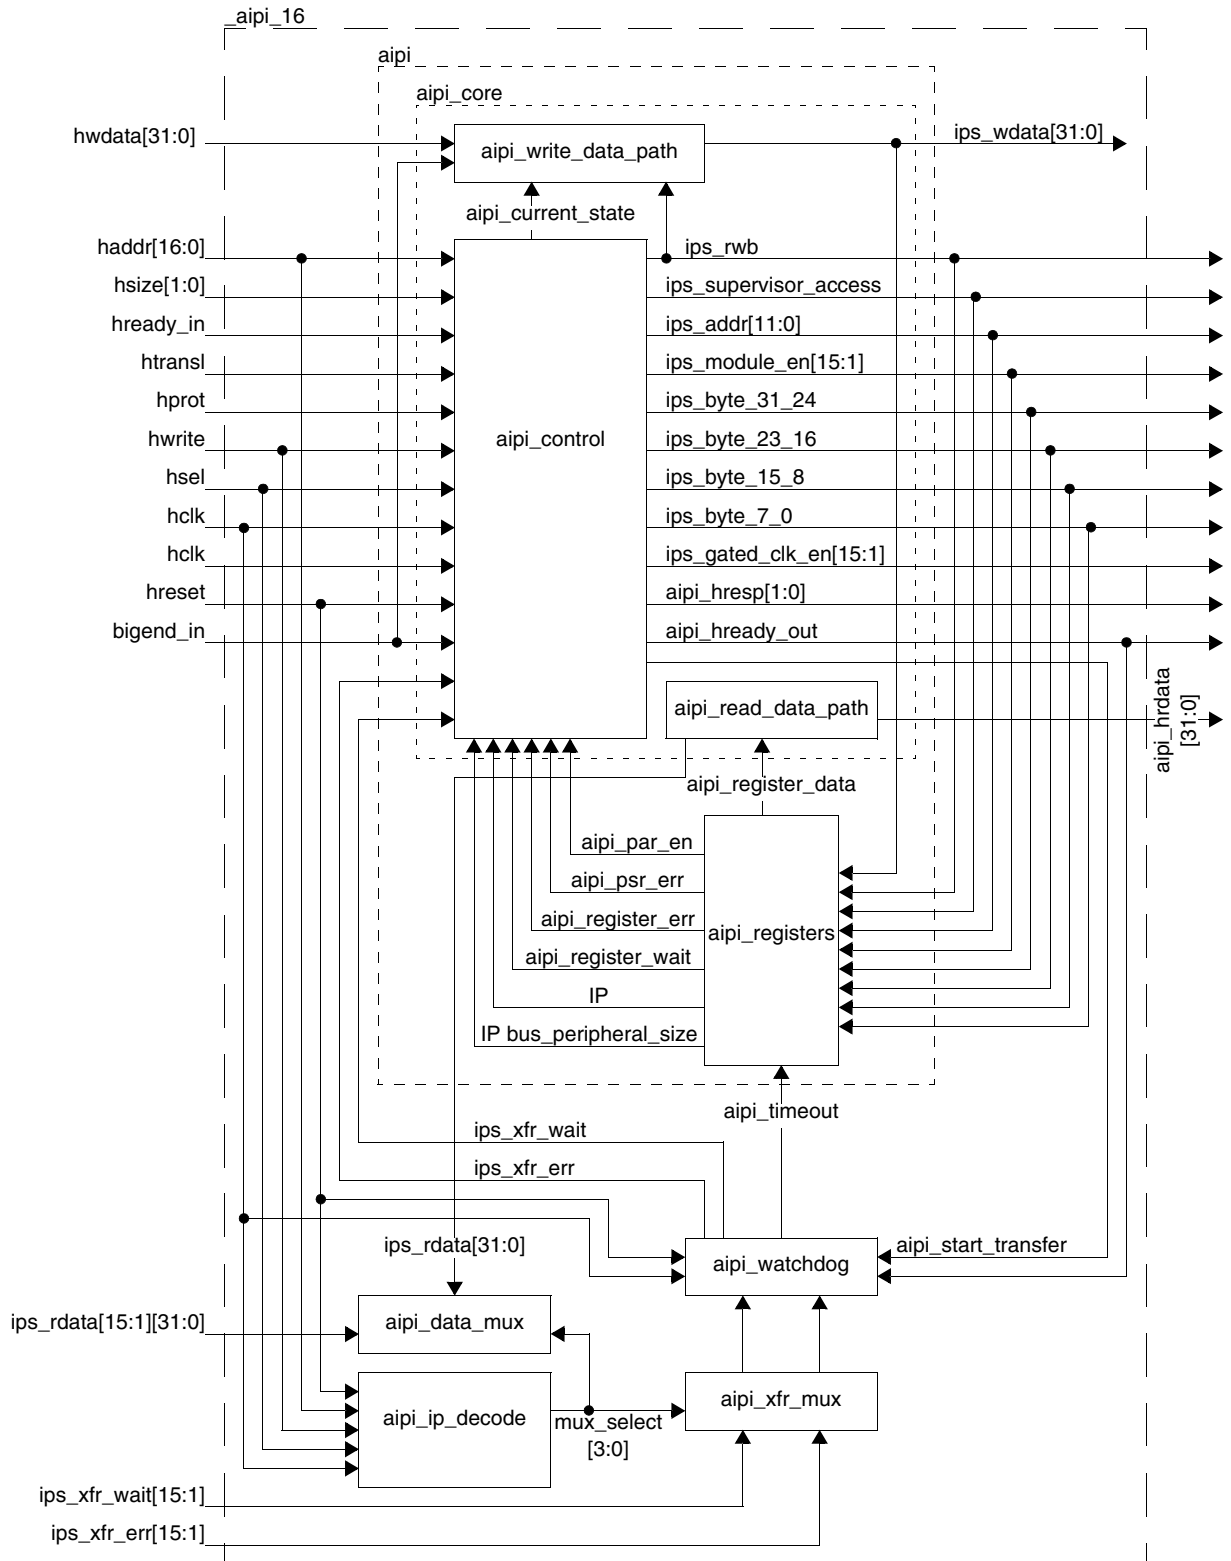 _aipi_16
aipi
aipi_core
hwdata[31:0]
aipi_write_data_path
ips_wdata[31:0]
aipi_current_state
haddr[16:0]
ips_rwb
hsize[1:0]
ips_supervisor_access
hready_in
ips_addr[11:0]
htransl
ips_module_en[15:1]
hprot
ips_byte_31_24
hwrite
aipi_control
ips_byte_23_16
hsel
ips_byte_15_8
hclk
ips_byte_7_0
hclk
ips_gated_clk_en[15:1]
hreset
aipi_hresp[1:0]
bigend_in
aipi_hready_out
aipi_read_data_path
aipi_hrdata
[31:0]
aipi_register_data
aipi_par_en
aipi_psr_err
aipi_register_err
aipi_registers
aipi_register_wait
IP
IP bus_peripheral_size
aipi_timeout
ips_xfr_wait
ips_xfr_err
ips_rdata[31:0]
aipi_start_transfer
aipi_watchdog
ips_rdata[15:1][31:0]
aipi_data_mux
aipi_ip_decode
mux_select
[3:0]
aipi_xfr_mux
ips_xfr_wait[15:1]
ips_xfr_err[15:1]